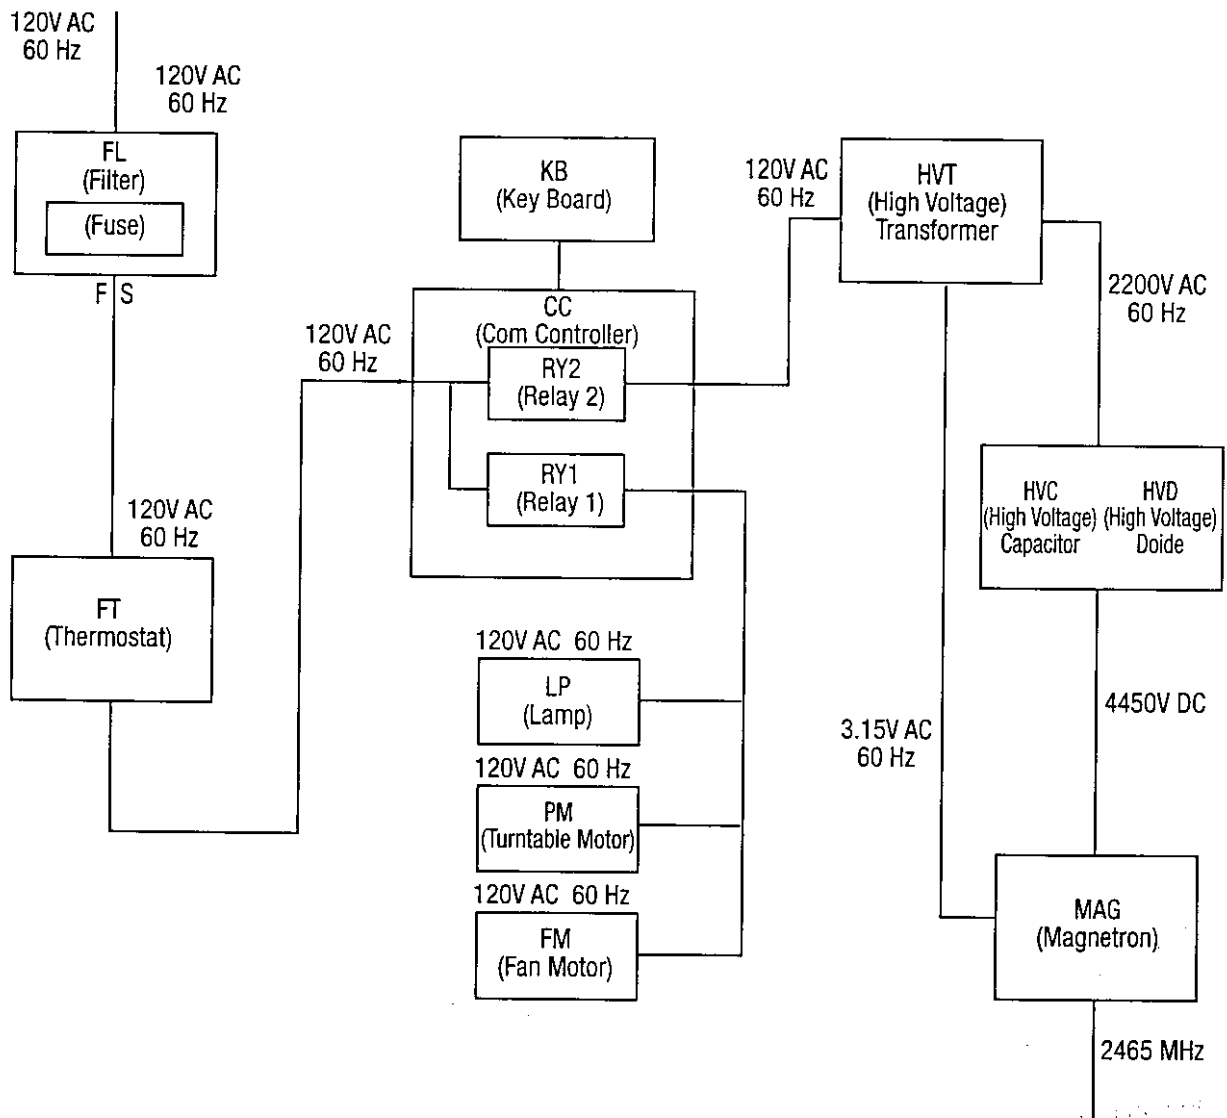 120V AC
60 Hz
120V AC
60 Hz
FL
(Filter)
(Fuse)
F S
120V AC
60 Hz
FT
(Thermostat)
120V AC
60 Hz
KB
(Key Board)
CC
(Com Controller)
RY2
(Relay 2)
RY1
(Relay 1)
120V AC 60 Hz
LP
(Lamp)
120V AC 60 Hz
PM
(Turntable Motor)
120V AC 60 Hz
FM
(Fan Motor)
120V AC
60 Hz
HVT
(High Voltage)
Transformer
2200V AC
60 Hz
HVC
(High Voltage)
Capacitor
HVD
(High Voltage)
Doide
3.15V AC
60 Hz
4450V DC
MAG
(Magnetron)
2465 MHz